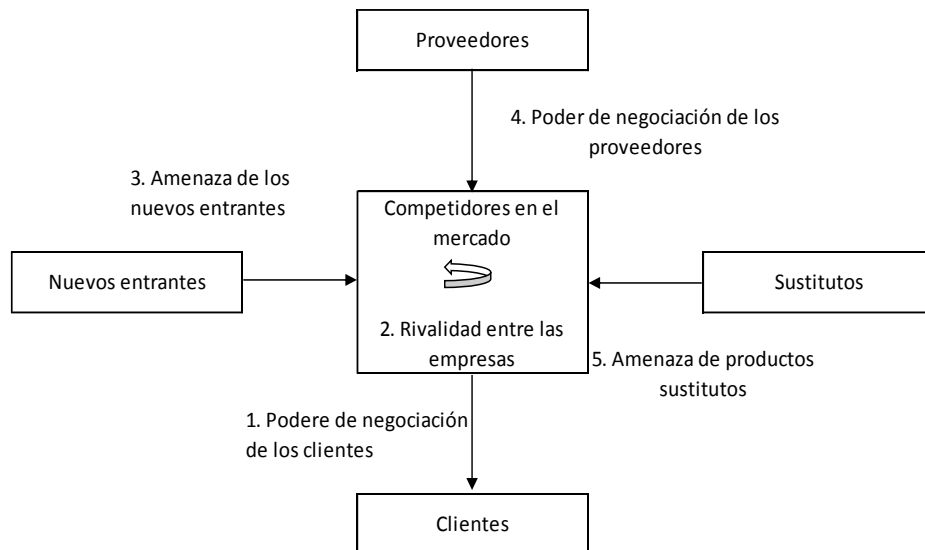 Proveedores
4. Poder de negociación de los
proveedores
3. Amenaza de los
nuevos entrantes
Competidores en el
mercado
Nuevos entrantes
Sustitutos
2. Rivalidad entre las
empresas
5. Amenaza de productos
sustitutos
1. Podere de negociación
de los clientes
Clientes